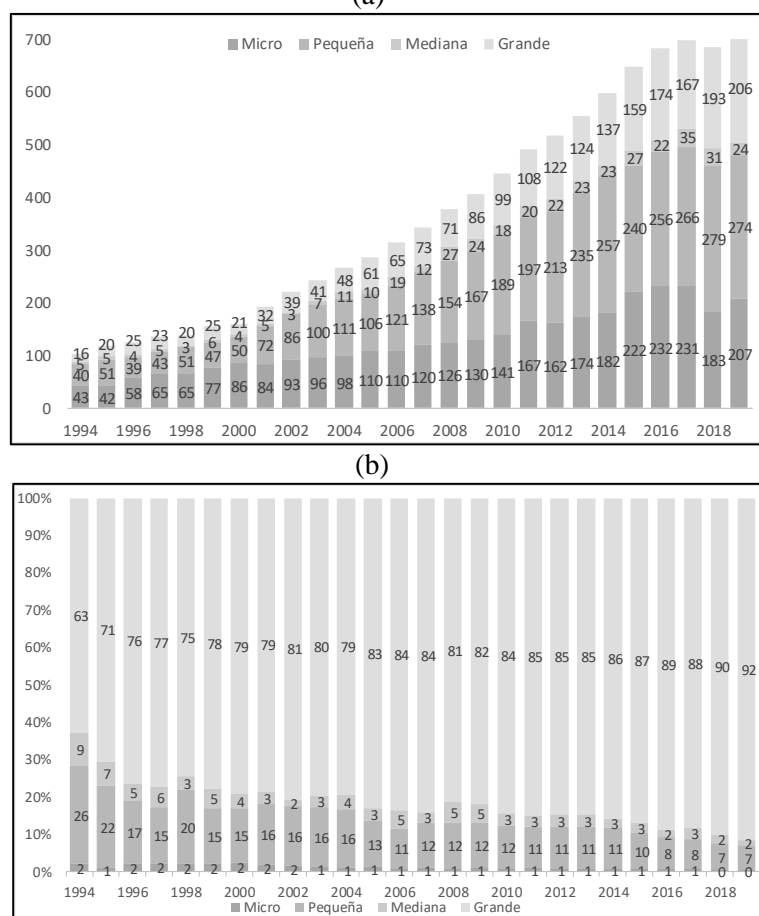 (a)
Micro Pequeña Mediana Grande
700
600
500
400
300
200
100
0
16 20 25 23 20 25 21 32 39 41 48 61 65 73 71 86 99 108 122 124 137 159 174 167 193 206
5 5 4 5 3 6 4 5 3 7 11 10 19 12 27 24 18 20 22 23 23 27 22 35 31 24
40 51 39 43 51 47 50 72 86 100 111 106 121 138 154 167 189 197 213 235 257 240 256 266 279 274
43 42 58 65 65 77 86 84 93 96 98 110 110 120 126 130 141 167 162 174 182 222 232 231 183 207
1994 1996 1998 2000 2002 2004 2006 2008 2010 2012 2014 2016 2018
(b)
100%
90%
80%
70%
60%
50%
40%
30%
20%
10%
0%
63 71 76 77 75 78 79 79 81 80 79 83 84 84 81 82 84 85 85 85 86 87 89 88 90 92
9 7 5 6 3 5 4 3 2 3 4 3 5 3 5 5 3 3 3 3 3 3 2 3 2 2
26 22 17 15 20 15 15 16 16 16 16 13 11 12 12 12 12 11 11 11 11 10 8 8 7 7
2 1 2 2 2 2 2 2 2 1 1 1 1 1 1 1 1 1 1 1 1 1 1 1 0 0
1994 1996 1998 2000 2002 2004 2006 2008 2010 2012 2014 2016 2018
Micro Pequeña Mediana Grande